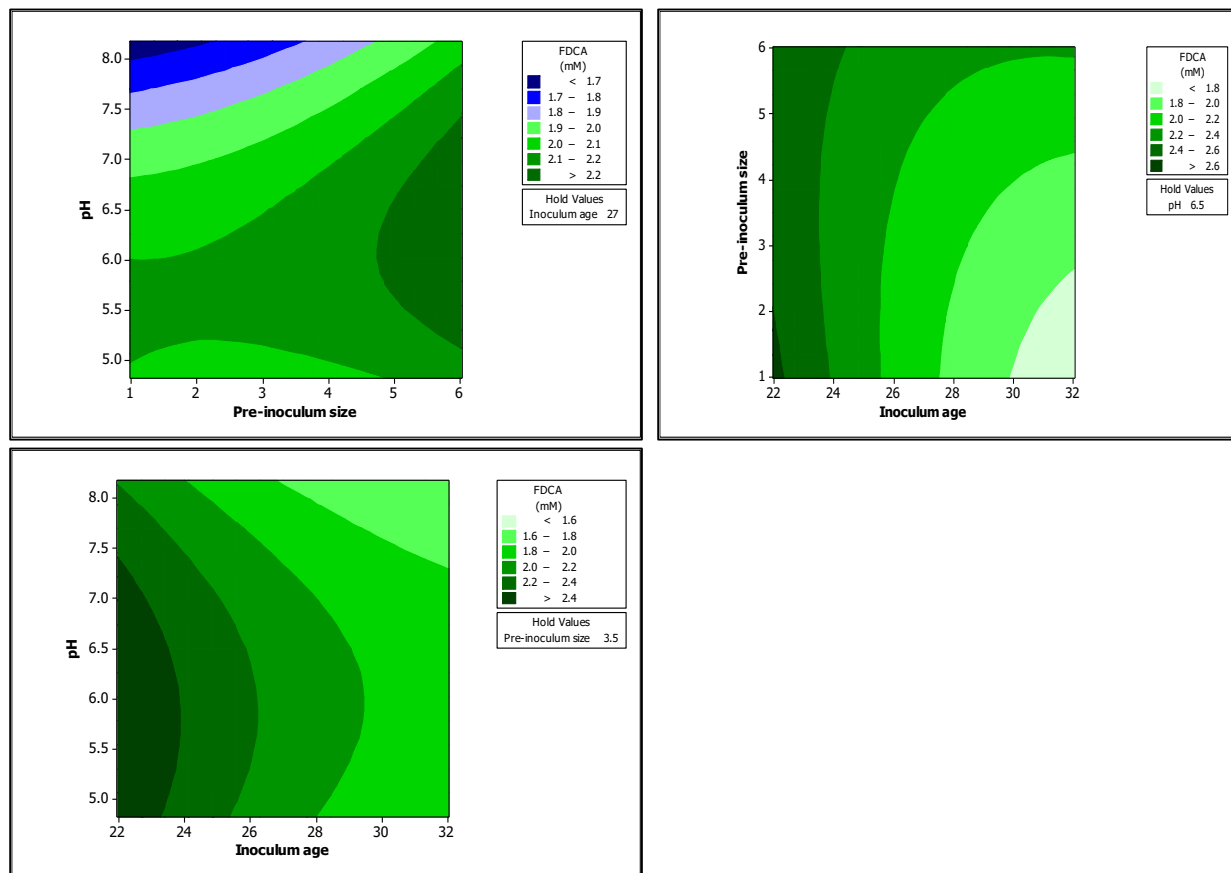 FDCA
(mM)
< 1.7
1.7 – 1.8
1.8 – 1.9
1.9 – 2.0
2.0 – 2.1
2.1 – 2.2
> 2.2
Hold Values
Inoculum age 27
pH
8.0
7.5
7.0
6.5
6.0
5.5
5.0
1 2 3 4 5 6
Pre-inoculum size
FDCA
(mM)
< 1.8
1.8 – 2.0
2.0 – 2.2
2.2 – 2.4
2.4 – 2.6
> 2.6
Hold Values
pH 6.5
Pre-inoculum size
6
5
4
3
2
1
22 24 26 28 30 32
Inoculum age
FDCA
(mM)
< 1.6
1.6 – 1.8
1.8 – 2.0
2.0 – 2.2
2.2 – 2.4
> 2.4
Hold Values
Pre-inoculum size 3.5
pH
8.0
7.5
7.0
6.5
6.0
5.5
5.0
22 24 26 28 30 32
Inoculum age